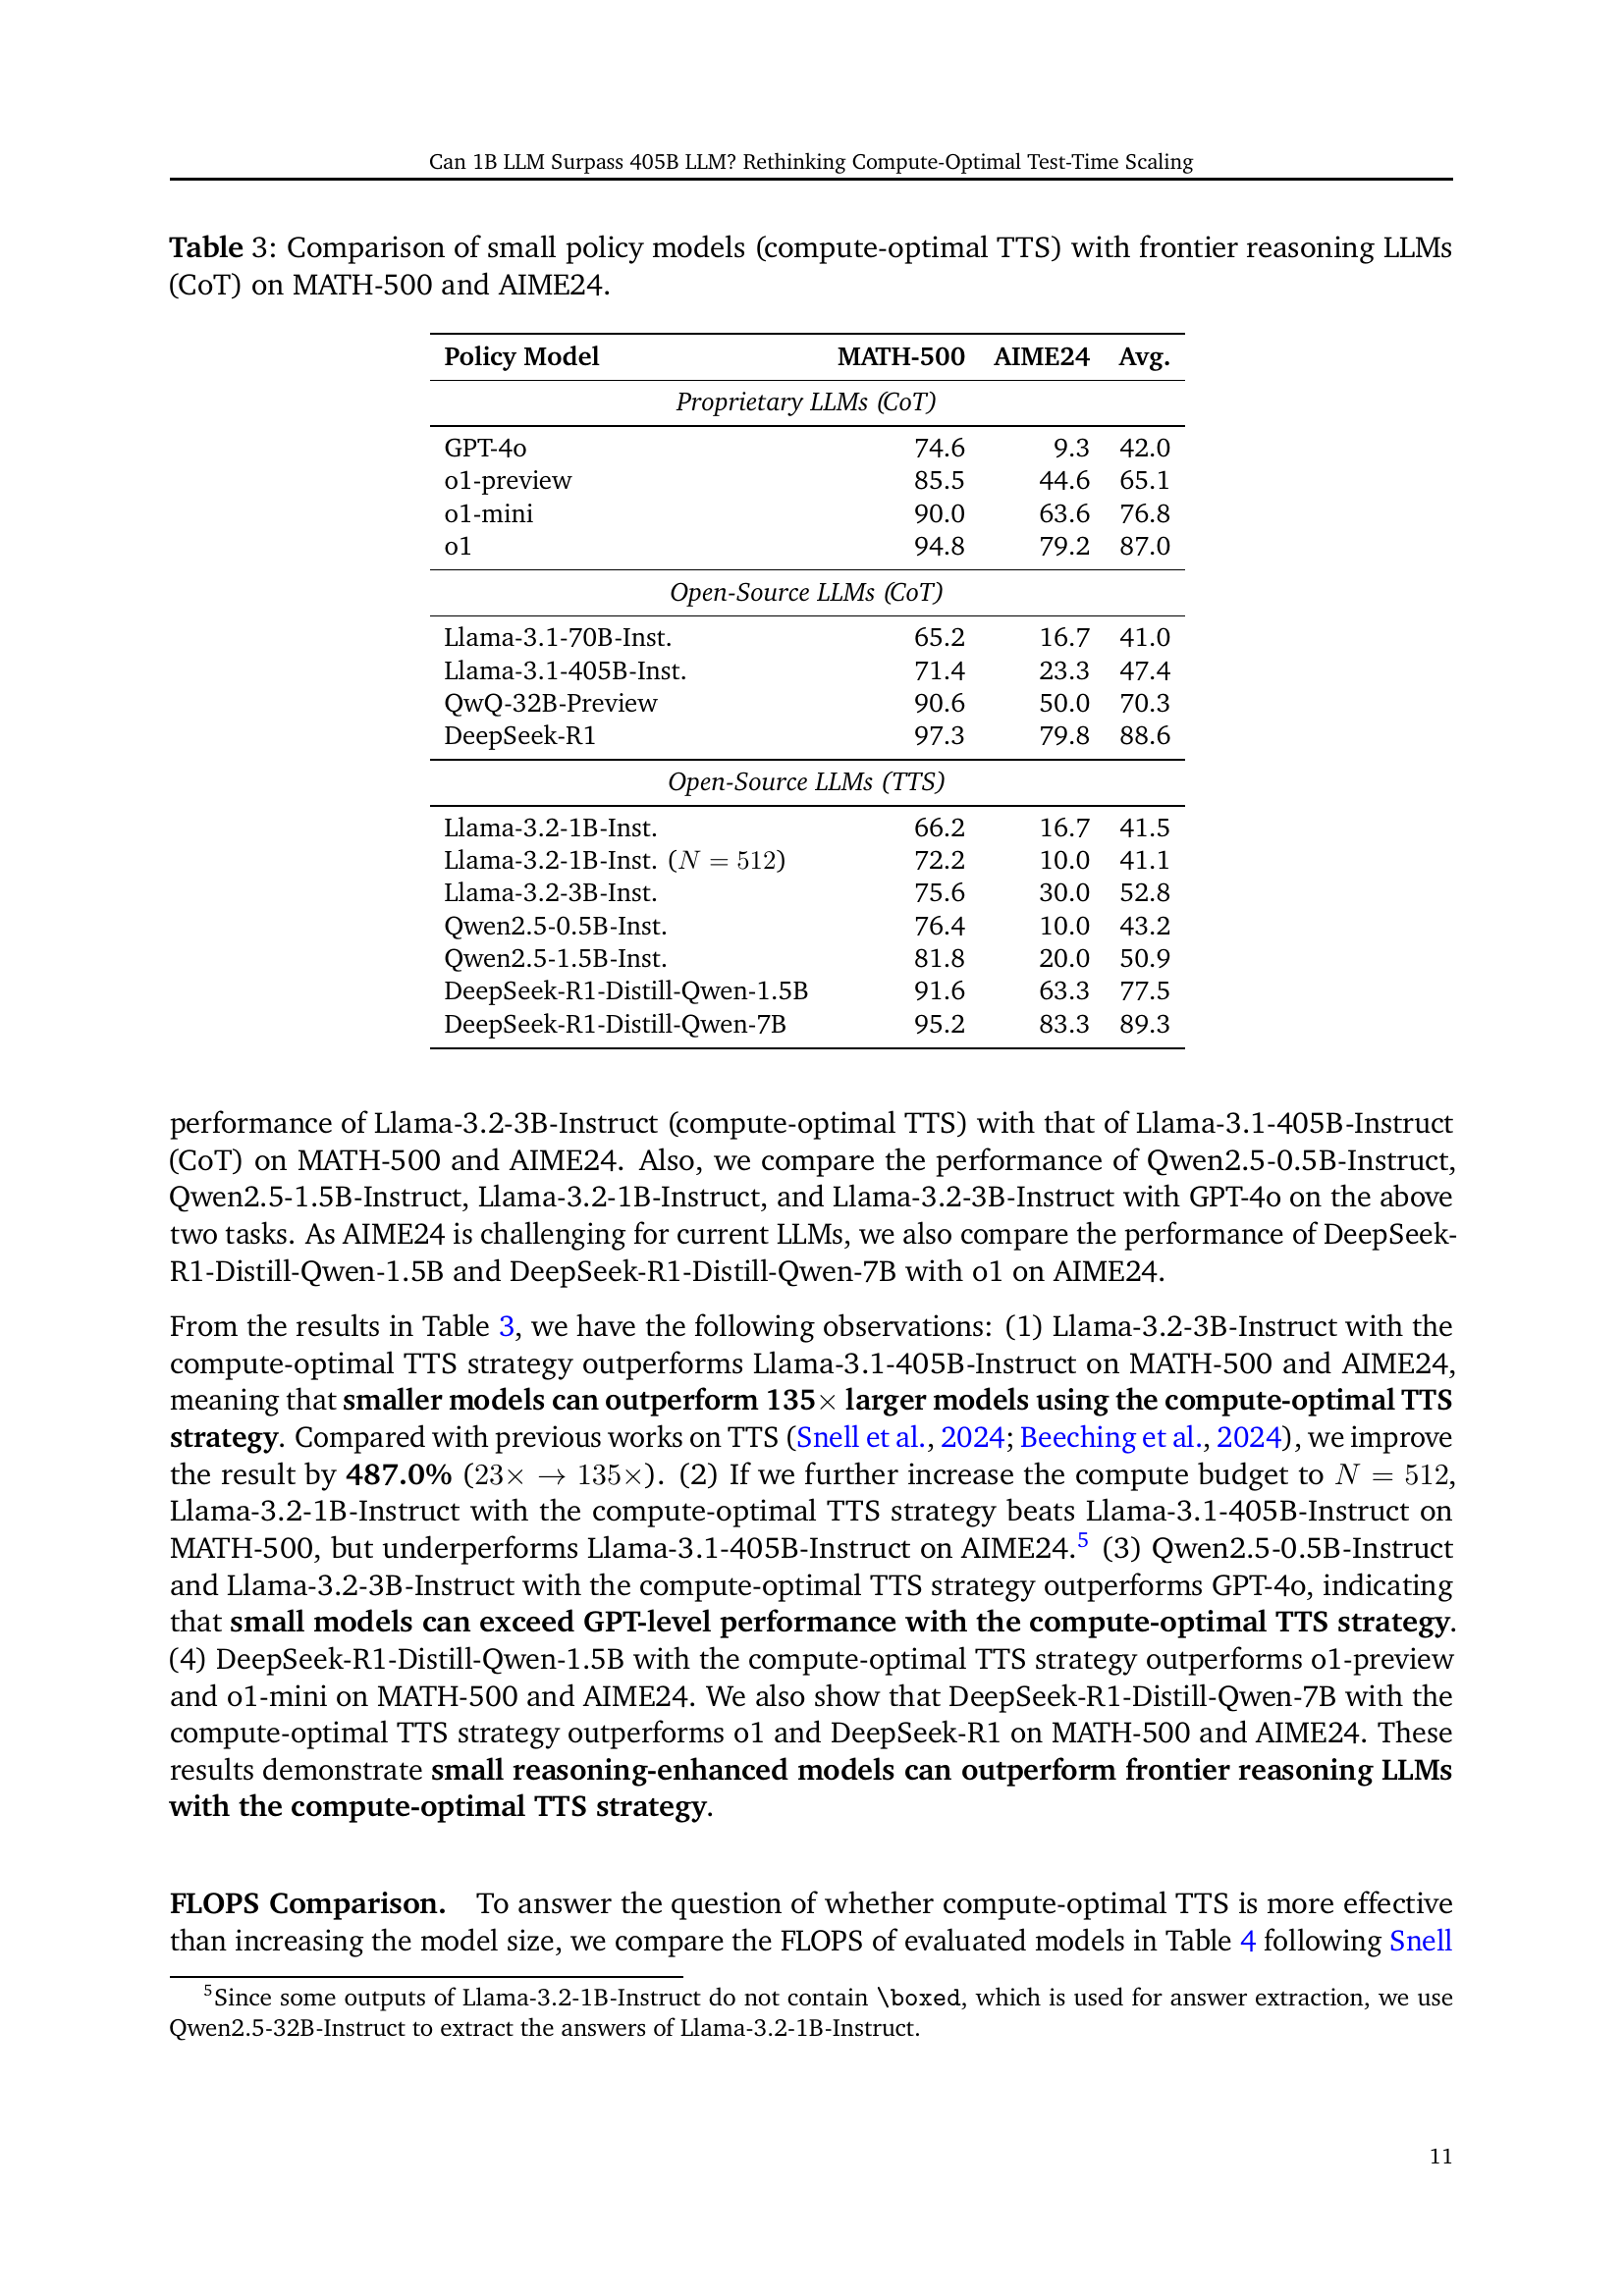 Can 1B LLM Surpass 405B LLM? Rethinking Compute-Optimal Test-Time Scaling
Table 3: Comparison of small policy models (compute-optimal TTS) with frontier reasoning LLMs
(CoT) on MATH-500 and AIME24.
Policy Model MATH-500 AIME24 Avg.
Proprietary LLMs (CoT)
GPT-4o 74.6 9.3 42.0
o1-preview 85.5 44.6 65.1
o1-mini 90.0 63.6 76.8
o1 94.8 79.2 87.0
Open-Source LLMs (CoT)
Llama-3.1-70B-Inst. 65.2 16.7 41.0
Llama-3.1-405B-Inst. 71.4 23.3 47.4
QwQ-32B-Preview 90.6 50.0 70.3
DeepSeek-R1 97.3 79.8 88.6
Open-Source LLMs (TTS)
Llama-3.2-1B-Inst. 66.2 16.7 41.5
Llama-3.2-1B-Inst. (N = 512) 72.2 10.0 41.1
Llama-3.2-3B-Inst. 75.6 30.0 52.8
Qwen2.5-0.5B-Inst. 76.4 10.0 43.2
Qwen2.5-1.5B-Inst. 81.8 20.0 50.9
DeepSeek-R1-Distill-Qwen-1.5B 91.6 63.3 77.5
DeepSeek-R1-Distill-Qwen-7B 95.2 83.3 89.3
performance of Llama-3.2-3B-Instruct (compute-optimal TTS) with that of Llama-3.1-405B-Instruct
(CoT) on MATH-500 and AIME24. Also, we compare the performance of Qwen2.5-0.5B-Instruct,
Qwen2.5-1.5B-Instruct, Llama-3.2-1B-Instruct, and Llama-3.2-3B-Instruct with GPT-4o on the above
two tasks. As AIME24 is challenging for current LLMs, we also compare the performance of DeepSeek-
R1-Distill-Qwen-1.5B and DeepSeek-R1-Distill-Qwen-7B with o1 on AIME24.
From the results in Table 3, we have the following observations: (1) Llama-3.2-3B-Instruct with the
compute-optimal TTS strategy outperforms Llama-3.1-405B-Instruct on MATH-500 and AIME24,
meaning that smaller models can outperform 135× larger models using the compute-optimal TTS
strategy. Compared with previous works on TTS (Snell et al., 2024; Beeching et al., 2024), we improve
the result by 487.0% (23× → 135×). (2) If we further increase the compute budget to N = 512,
Llama-3.2-1B-Instruct with the compute-optimal TTS strategy beats Llama-3.1-405B-Instruct on
MATH-500, but underperforms Llama-3.1-405B-Instruct on AIME24.5 (3) Qwen2.5-0.5B-Instruct
and Llama-3.2-3B-Instruct with the compute-optimal TTS strategy outperforms GPT-4o, indicating
that small models can exceed GPT-level performance with the compute-optimal TTS strategy.
(4) DeepSeek-R1-Distill-Qwen-1.5B with the compute-optimal TTS strategy outperforms o1-preview
and o1-mini on MATH-500 and AIME24. We also show that DeepSeek-R1-Distill-Qwen-7B with the
compute-optimal TTS strategy outperforms o1 and DeepSeek-R1 on MATH-500 and AIME24. These
results demonstrate small reasoning-enhanced models can outperform frontier reasoning LLMs
with the compute-optimal TTS strategy.
FLOPS Comparison. To answer the question of whether compute-optimal TTS is more effective
than increasing the model size, we compare the FLOPS of evaluated models in Table 4 following Snell
5Since some outputs of Llama-3.2-1B-Instruct do not contain \boxed, which is used for answer extraction, we use
Qwen2.5-32B-Instruct to extract the answers of Llama-3.2-1B-Instruct.
11